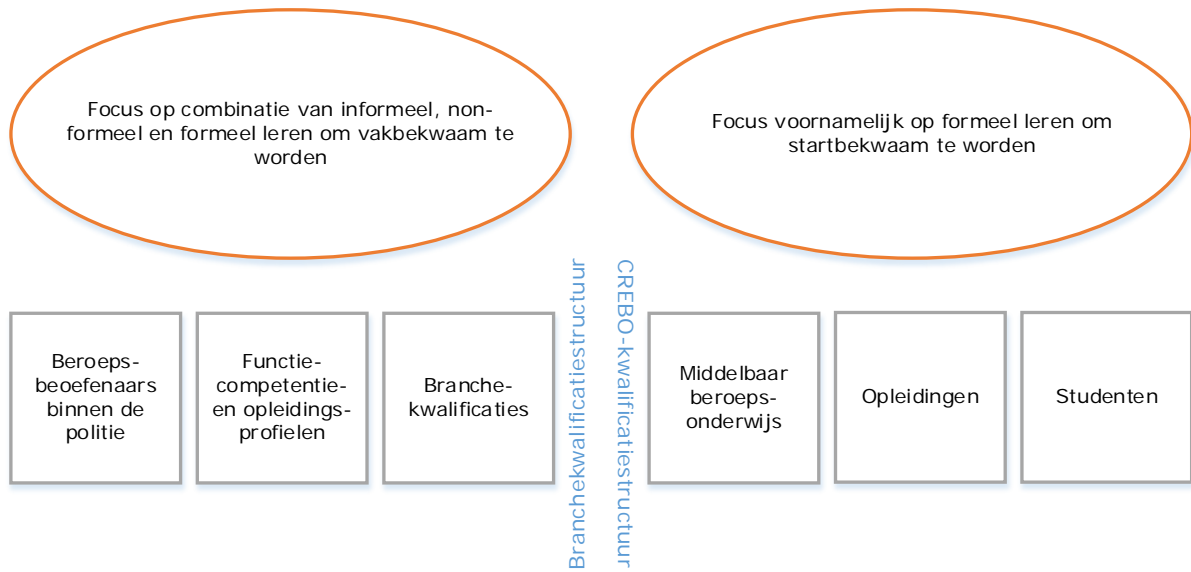 Focus op combinatie van informeel, non-
formeel en formeel leren om vakbekwaam te
worden
Focus voornamelijk op formeel leren om
startbekwaam te worden
Beroeps-
beoefenaars
binnen de
politie
Functie-
competentie-
en opleidings-
profielen
Branche-
kwalificaties
Branchekwalificatiestructuur
CREBO-kwalificatiestructuur
Middelbaar
beroeps-
onderwijs
Opleidingen
Studenten